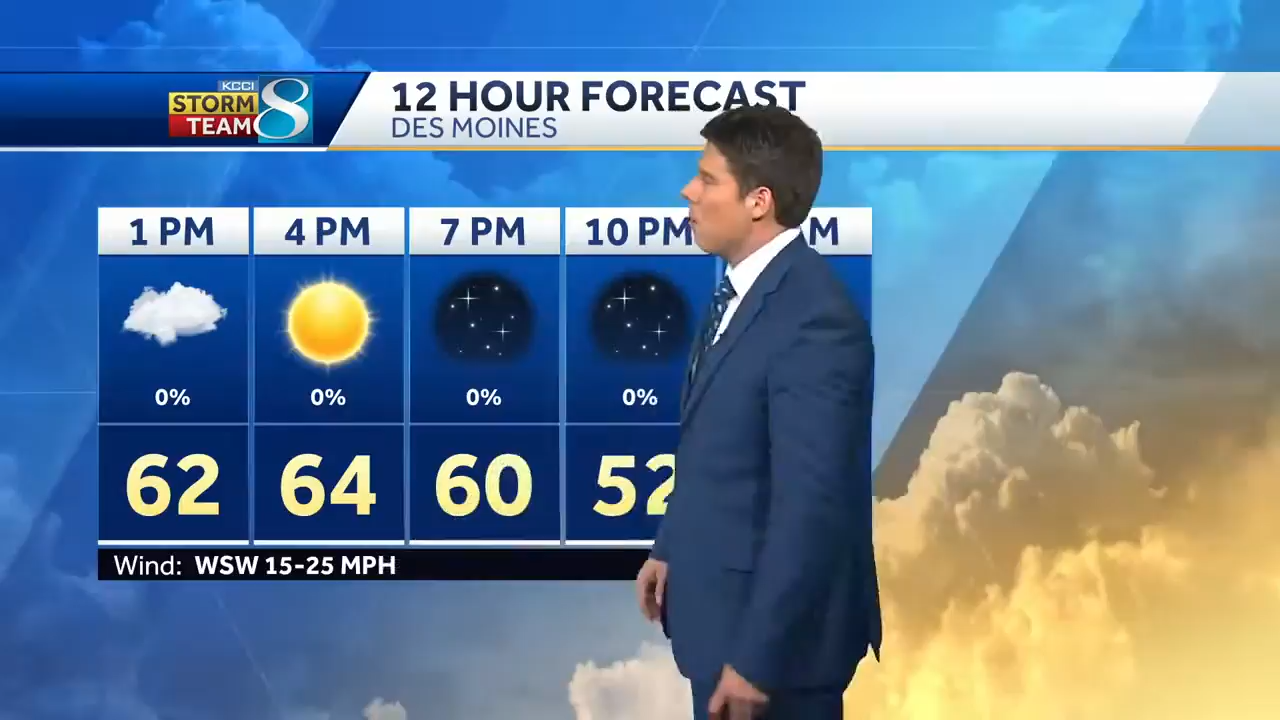 KCCI
STORM
TEAM 8
12 HOUR FORECAST
DES MOINES
1 PM 4 PM 7 PM 10 PM
0% 0% 0% 0%
62 64 60 52
Wind: WSW 15-25 MPH